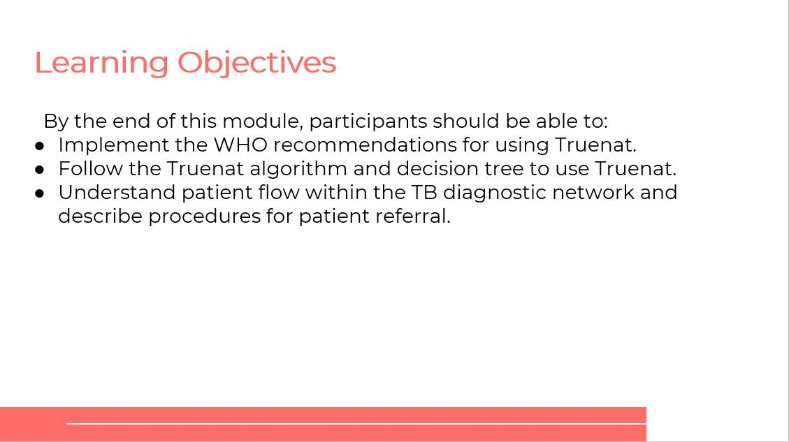 Learning Objectives
By the end of this module, participants should be able to:
● Implement the WHO recommendations for using Truenat.
● Follow the Truenat algorithm and decision tree to use Truenat.
● Understand patient flow within the TB diagnostic network and
describe procedures for patient referral.